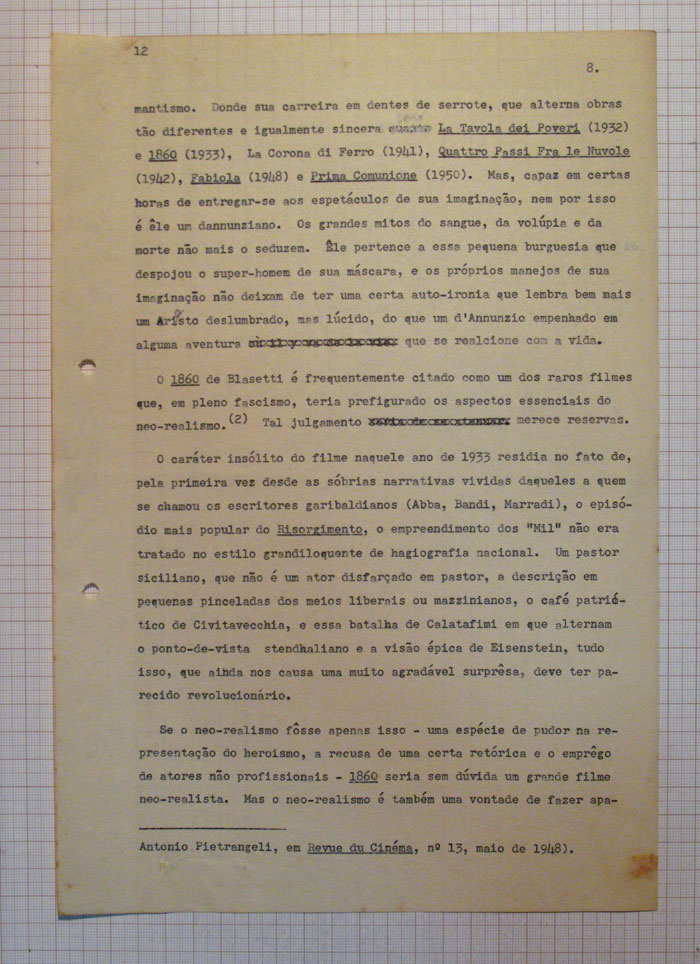 12
8.
mantismo. Donde sua carreira em dentes de serrote, que alterna obras
tão diferentes e igualmente sincera como La Tavola dei Poveri (1932)
e 1860 (1933), La Corona di Ferro (1941), Quattro Passi Fra le Nuvole
(1942), Fabiola (1948) e Prima Comunione (1950). Mas, capaz em certas
horas de entregar-se aos espetáculos de sua imaginação, nem por isso
é êle um dannunziano. Os grandes mitos do sangue, da volúpia e da
morte não mais o seduzem. Êle pertence a essa pequena burguesia que
despojou o super-homem de sua máscara, e os próprios manejos de sua
imaginação não deixam de ter uma certa auto-ironia que lembra bem mais
um Ariosto deslumbrado, mas lúcido, do que um d'Annunzio empenhado em
alguma aventura que se realcione com a vida.
O 1860 de Blasetti é frequentemente citado como um dos raros filmes
que, em pleno fascismo, teria prefigurado os aspectos essenciais do
neo-realismo.(2) Tal julgamento merece reservas.
O caráter insólito do filme naquele ano de 1933 residia no fato de,
pela primeira vez desde as sóbrias narrativas vividas daqueles a quem
se chamou os escritores garibaldianos (Abba, Bandi, Marradi), o episó-
dio mais popular do Risorgimento, o empreendimento dos "Mil" não era
tratado no estilo grandiloquente de hagiografia nacional. Um pastor
siciliano, que não é um ator disfarçado em pastor, a descrição em
pequenas pinceladas dos meios liberais ou mazzinianos, o café patrió-
tico de Civitavecchia, e essa batalha de Calatafimi em que alternam
o ponto-de-vista stendhaliano e a visão épica de Eisenstein, tudo
isso, que ainda nos causa uma muito agradável surprêsa, deve ter pa-
recido revolucionário.
Se o neo-realismo fôsse apenas isso - uma espécie de pudor na re-
presentação do heroismo, a recusa de uma certa retórica e o emprêgo
de atores não profissionais - 1860 seria sem dúvida um grande filme
neo-realista. Mas o neo-realismo é também uma vontade de fazer apa-
Antonio Pietrangeli, em Revue du Cinéma, nº 13, maio de 1948).